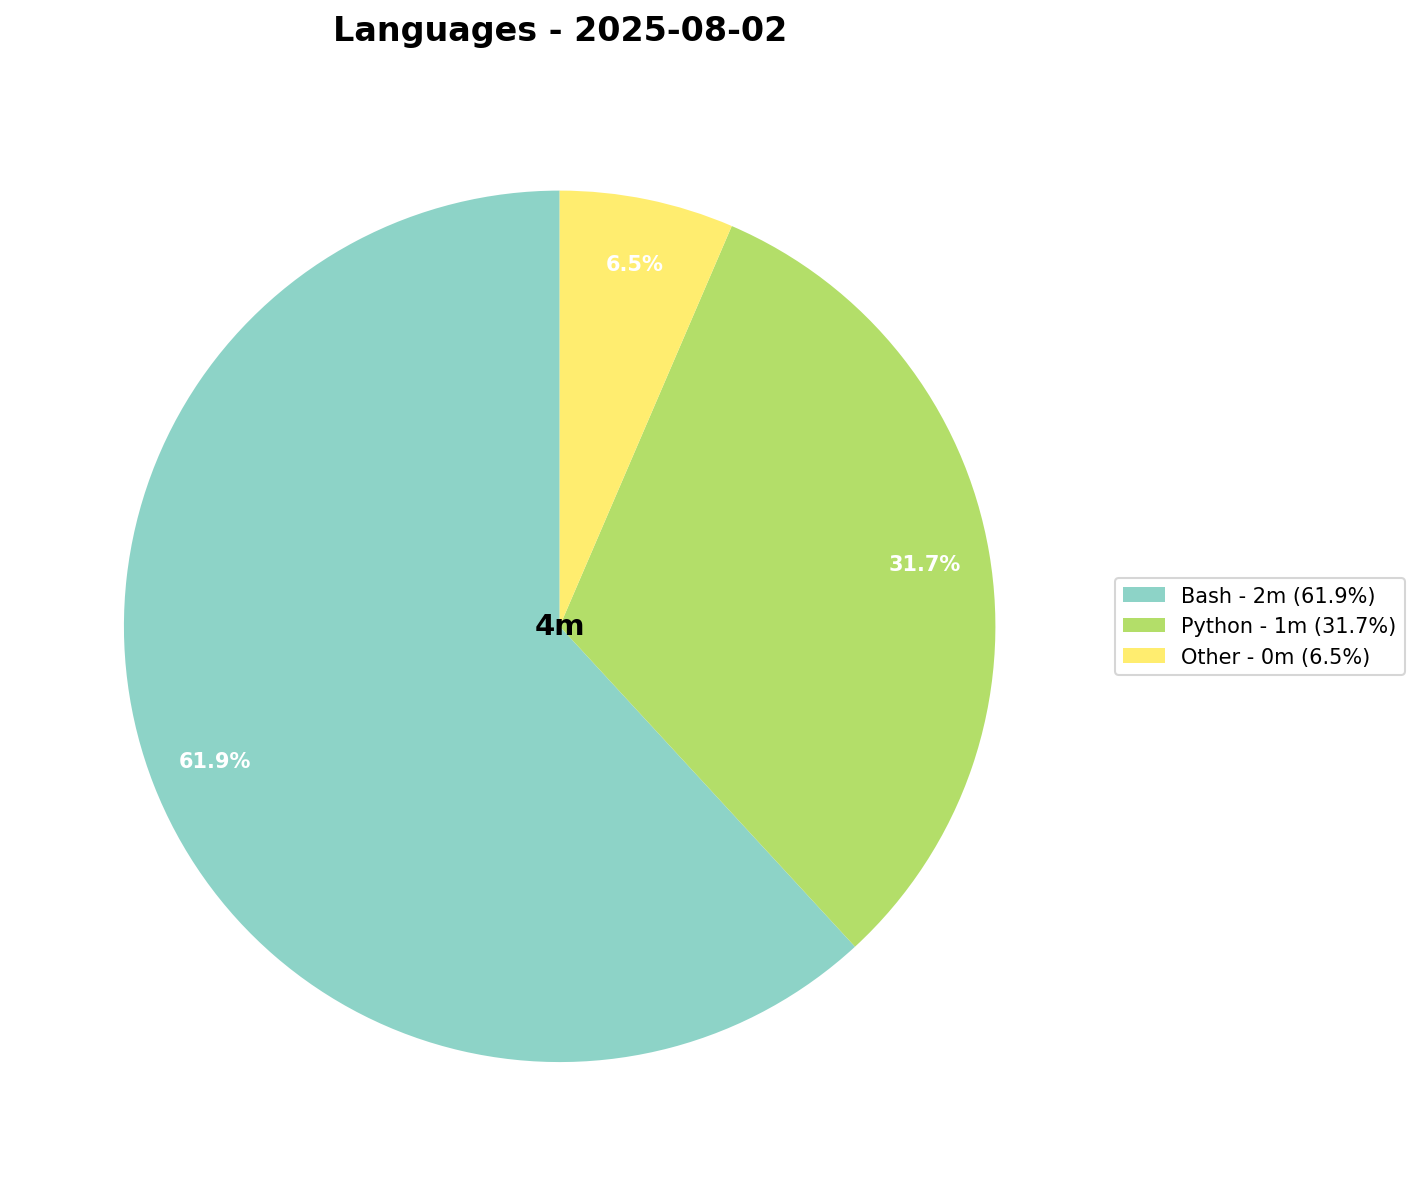 Languages - 2025-08-02
6.5%
31.7%
Bash - 2m (61.9%)
Python - 1m (31.7%)
Other - 0m (6.5%)
4m
61.9%